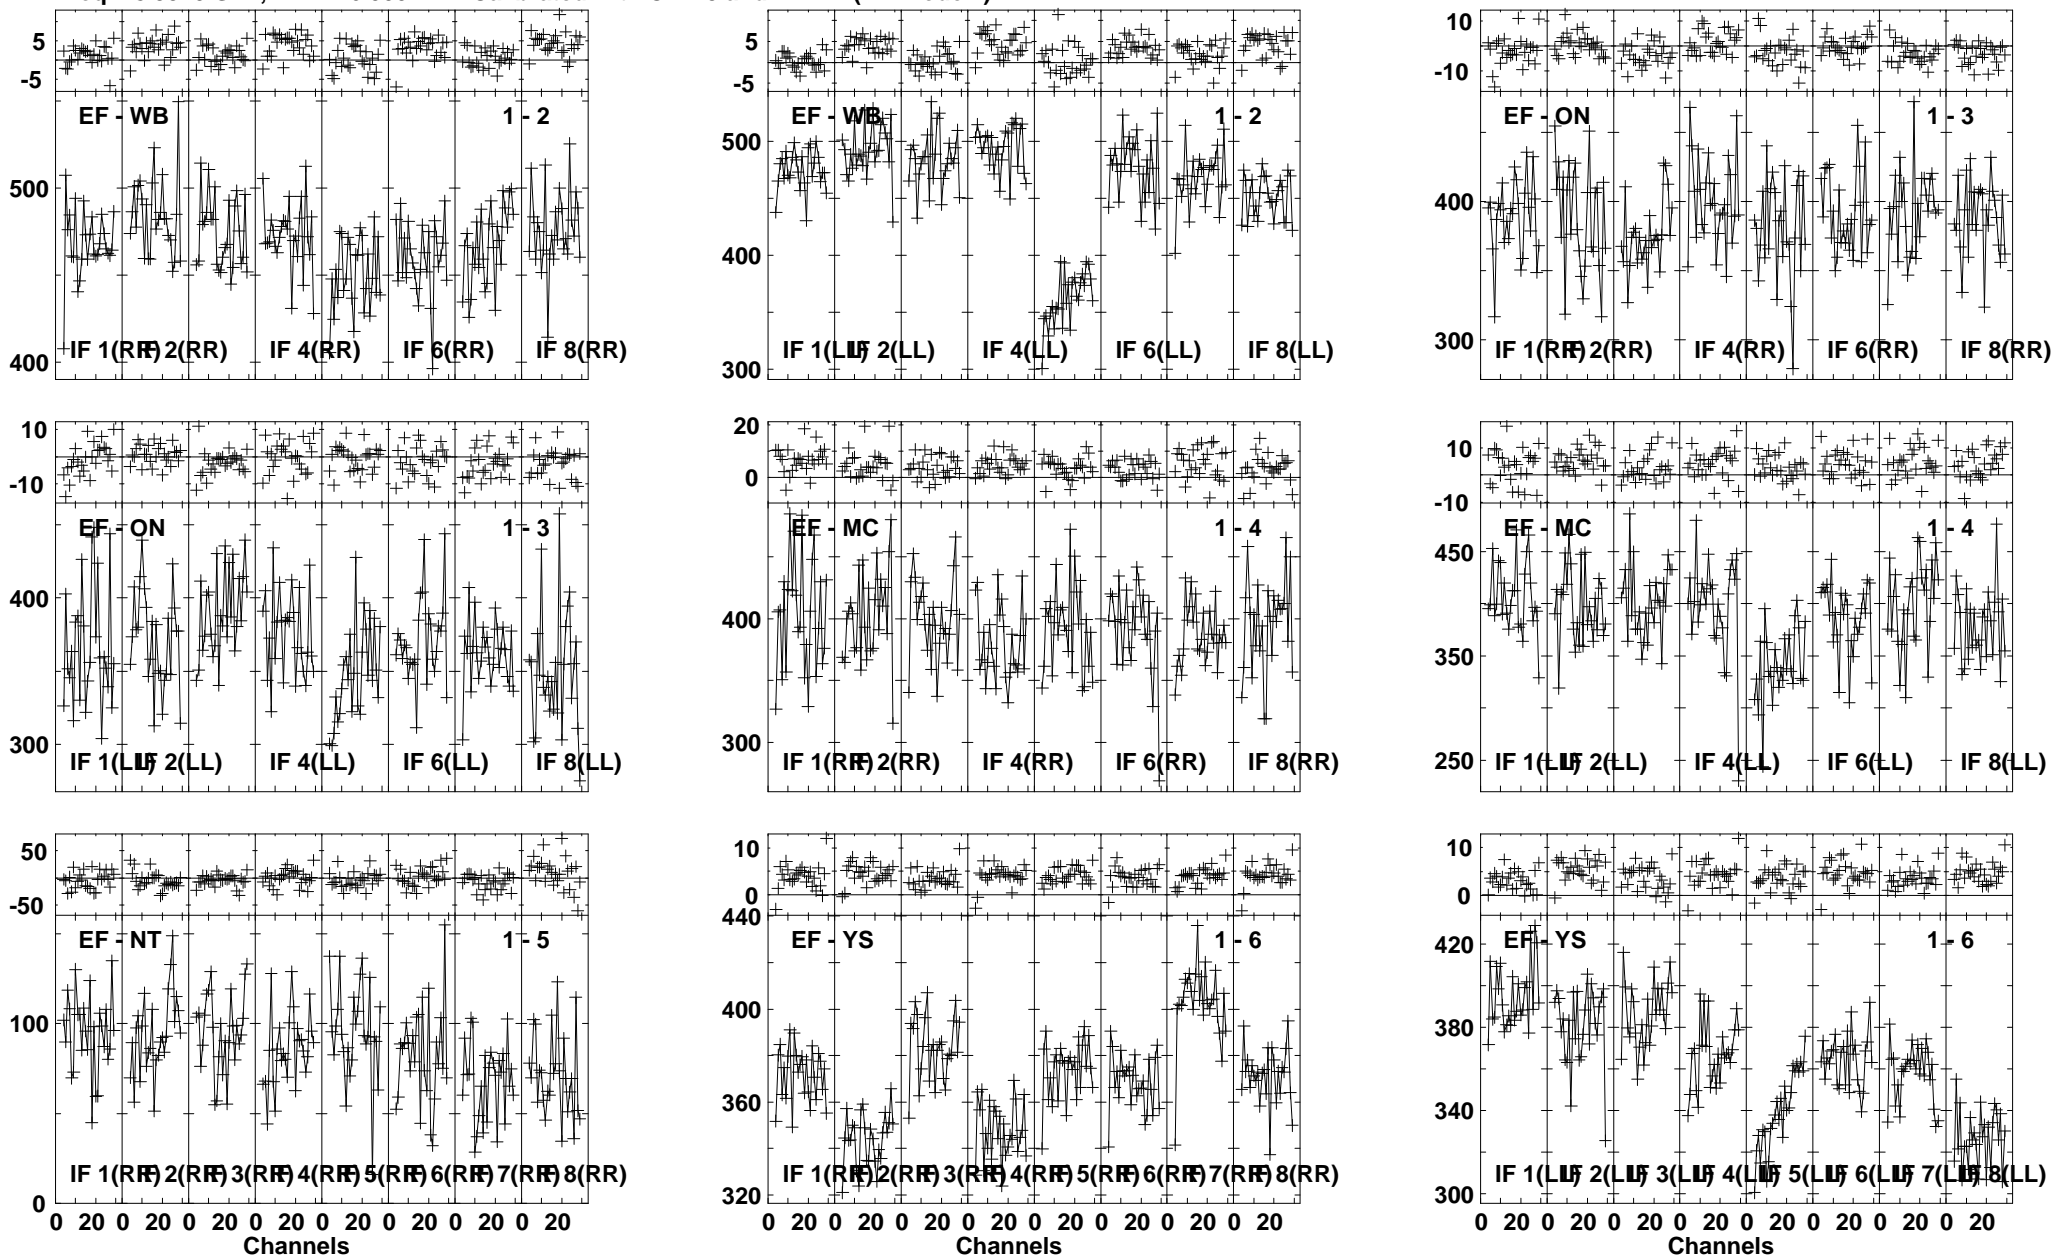 5 5 10
-5 -5 -10
EF - WB 1 - 2 EF - WB 1 - 2 EF - ON 1 - 3
500 500 400
400 400 300
300
IF 1(RR) IF 2(RR) IF 4(RR) IF 6(RR) IF 8(RR) IF 1(LL) IF 2(LL) IF 4(LL) IF 6(LL) IF 8(LL) IF 1(RR) IF 2(RR) IF 4(RR) IF 6(RR) IF 8(RR)
10 20 10
-10 0 -10
EF - ON 1 - 3 EF - MC 1 - 4 EF - MC 1 - 4
400 400 450
300 300 350
250
IF 1(LL) IF 2(LL) IF 4(LL) IF 6(LL) IF 8(LL) IF 1(RR) IF 2(RR) IF 4(RR) IF 6(RR) IF 8(RR) IF 1(LL) IF 2(LL) IF 4(LL) IF 6(LL) IF 8(LL)
50 10 10
-50 0 0
EF - NT 1 - 5 EF - YS 1 - 6 EF - YS 1 - 6
100 440 420
0 400 380
360 340
320 300
IF 1(RR) IF 2(RR) IF 3(RR) IF 4(RR) IF 5(RR) IF 6(RR) IF 7(RR) IF 8(RR) IF 1(RR) IF 2(RR) IF 3(RR) IF 4(RR) IF 5(RR) IF 6(RR) IF 7(RR) IF 8(RR) IF 1(LL) IF 2(LL) IF 3(LL) IF 4(LL) IF 5(LL) IF 6(LL) IF 7(LL) IF 8(LL)
0 20 0 20 0 20 0 20 0 20 0 20 0 20 0 20 0 20 0 20 0 20 0 20 0 20 0 20 0 20 0 20 0 20 0 20 0 20 0 20 0 20 0 20 0 20 0 20
Channels Channels Channels